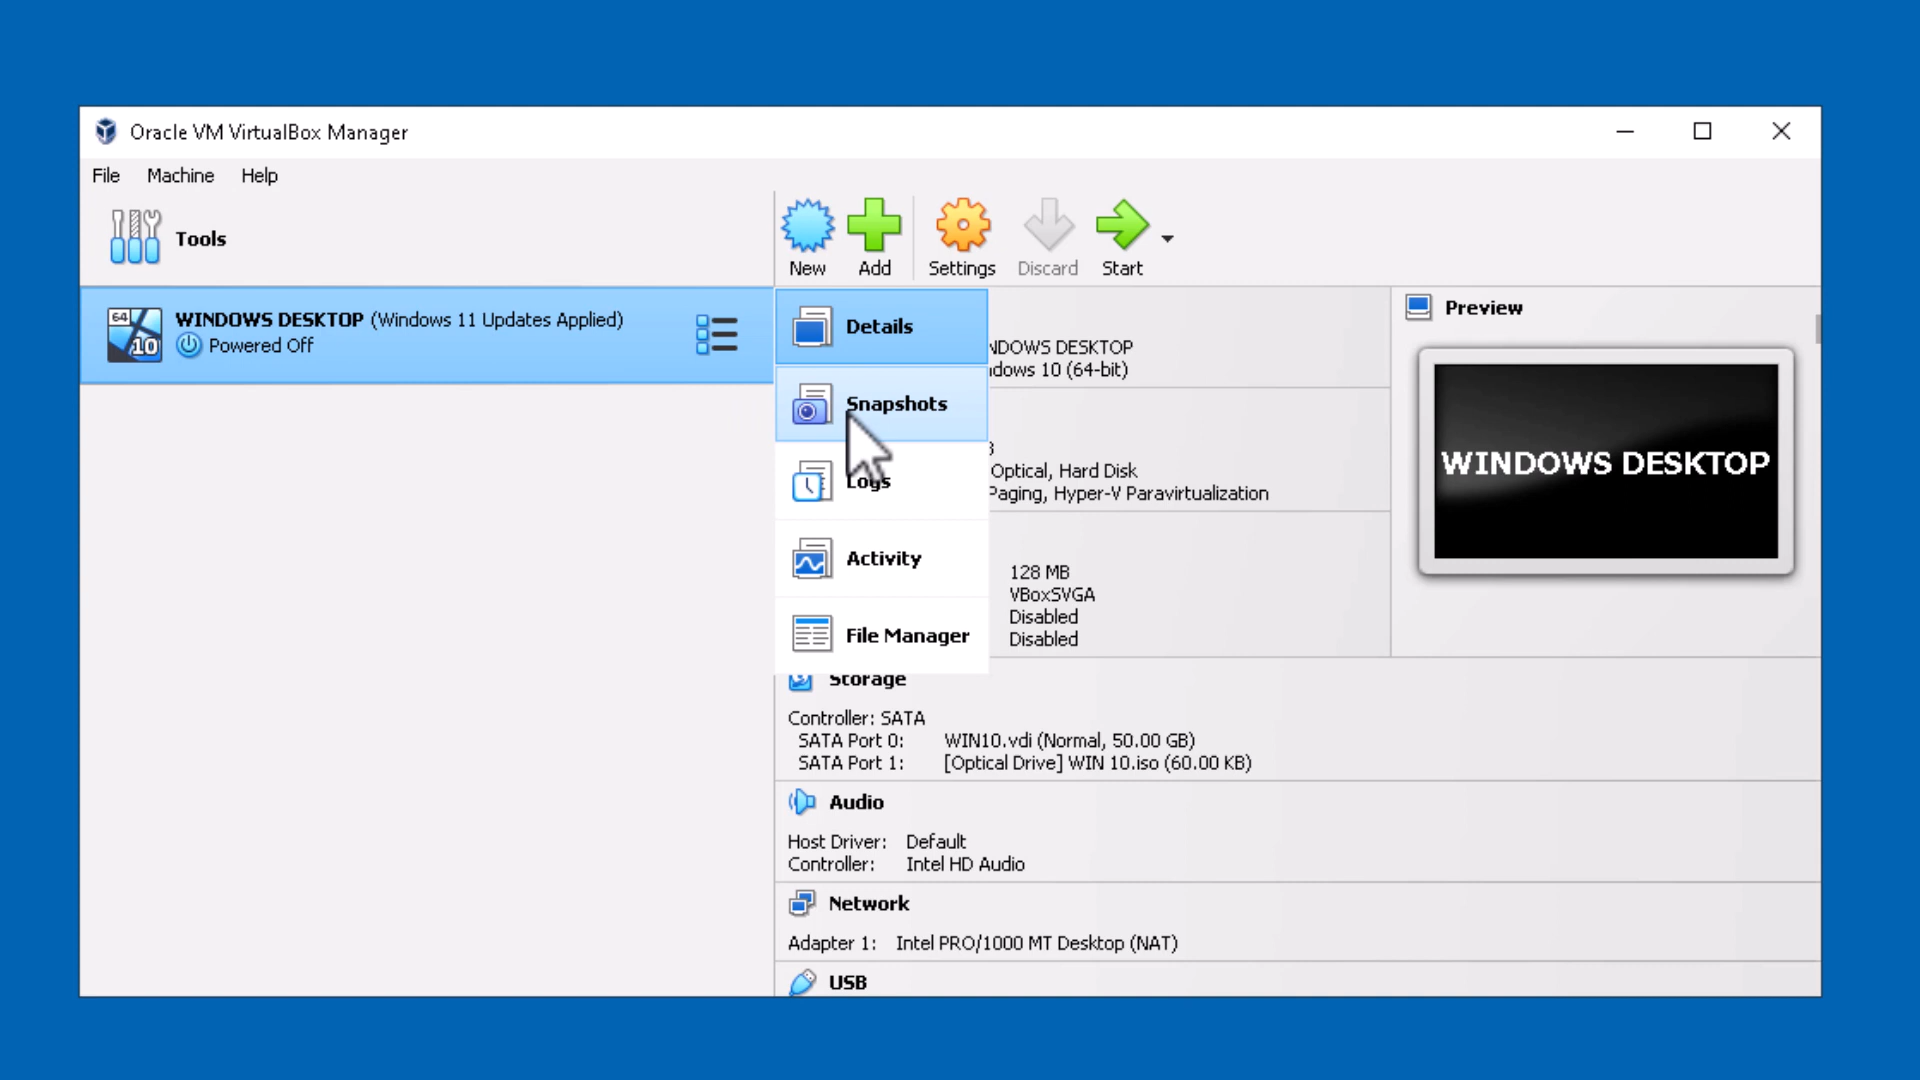 Oracle VM VirtualBox Manager
File Machine Help
Tools
New Add Settings Discard Start
64
10
WINDOWS DESKTOP (Windows 11 Updates Applied)
Powered Off
Details
Snapshots
Logs
Activity
File Manager
NDOWS DESKTOP
dows 10 (64-bit)
Optical, Hard Disk
Paging, Hyper-V Paravirtualization
128 MB
VBoxSVGA
Disabled
Disabled
Preview
WINDOWS DESKTOP
Storage
Controller: SATA
SATA Port 0: WIN10.vdi (Normal, 50.00 GB)
SATA Port 1: [Optical Drive] WIN 10.iso (60.00 KB)
Audio
Host Driver: Default
Controller: Intel HD Audio
Network
Adapter 1: Intel PRO/1000 MT Desktop (NAT)
USB